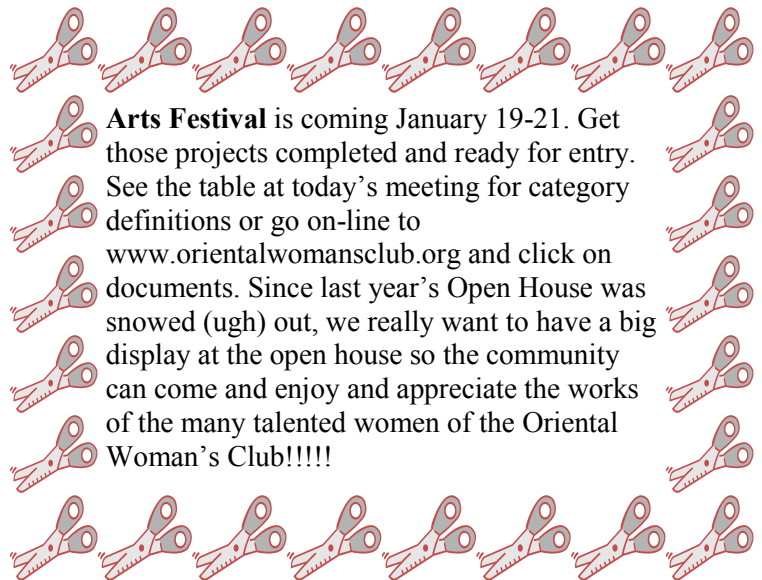 Arts Festival is coming January 19-21. Get
those projects completed and ready for entry.
See the table at today’s meeting for category
definitions or go on-line to
www.orientalwomansclub.org and click on
documents. Since last year’s Open House was
snowed (ugh) out, we really want to have a big
display at the open house so the community
can come and enjoy and appreciate the works
of the many talented women of the Oriental
Woman’s Club!!!!!